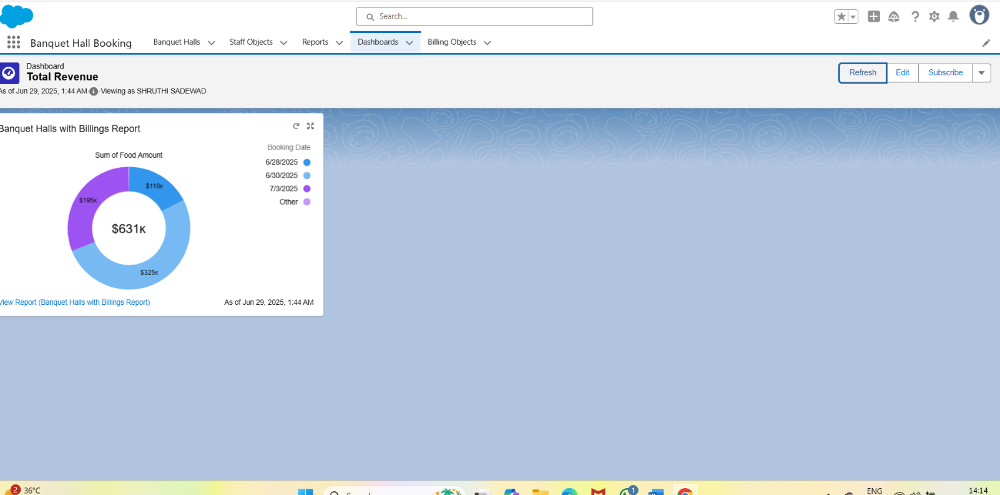 Search...
Banquet Hall Booking
Banquet Halls
Staff Objects
Reports
Dashboards
Billing Objects
Dashboard
Total Revenue
As of Jun 29, 2025, 1:44 AM·Viewing as SHRUTHI SADEWAD
Refresh
Edit
Subscribe
Banquet Halls with Billings Report
Booking Date
Sum of Food Amount
6/28/2025
6/30/2025
7/3/2025
Other
$110K
$195K
$631K
$325K
View Report (Banquet Halls with Billings Report)
As of Jun 29, 2025, 1:44 AM
2
36°C
1
ENG
14:14